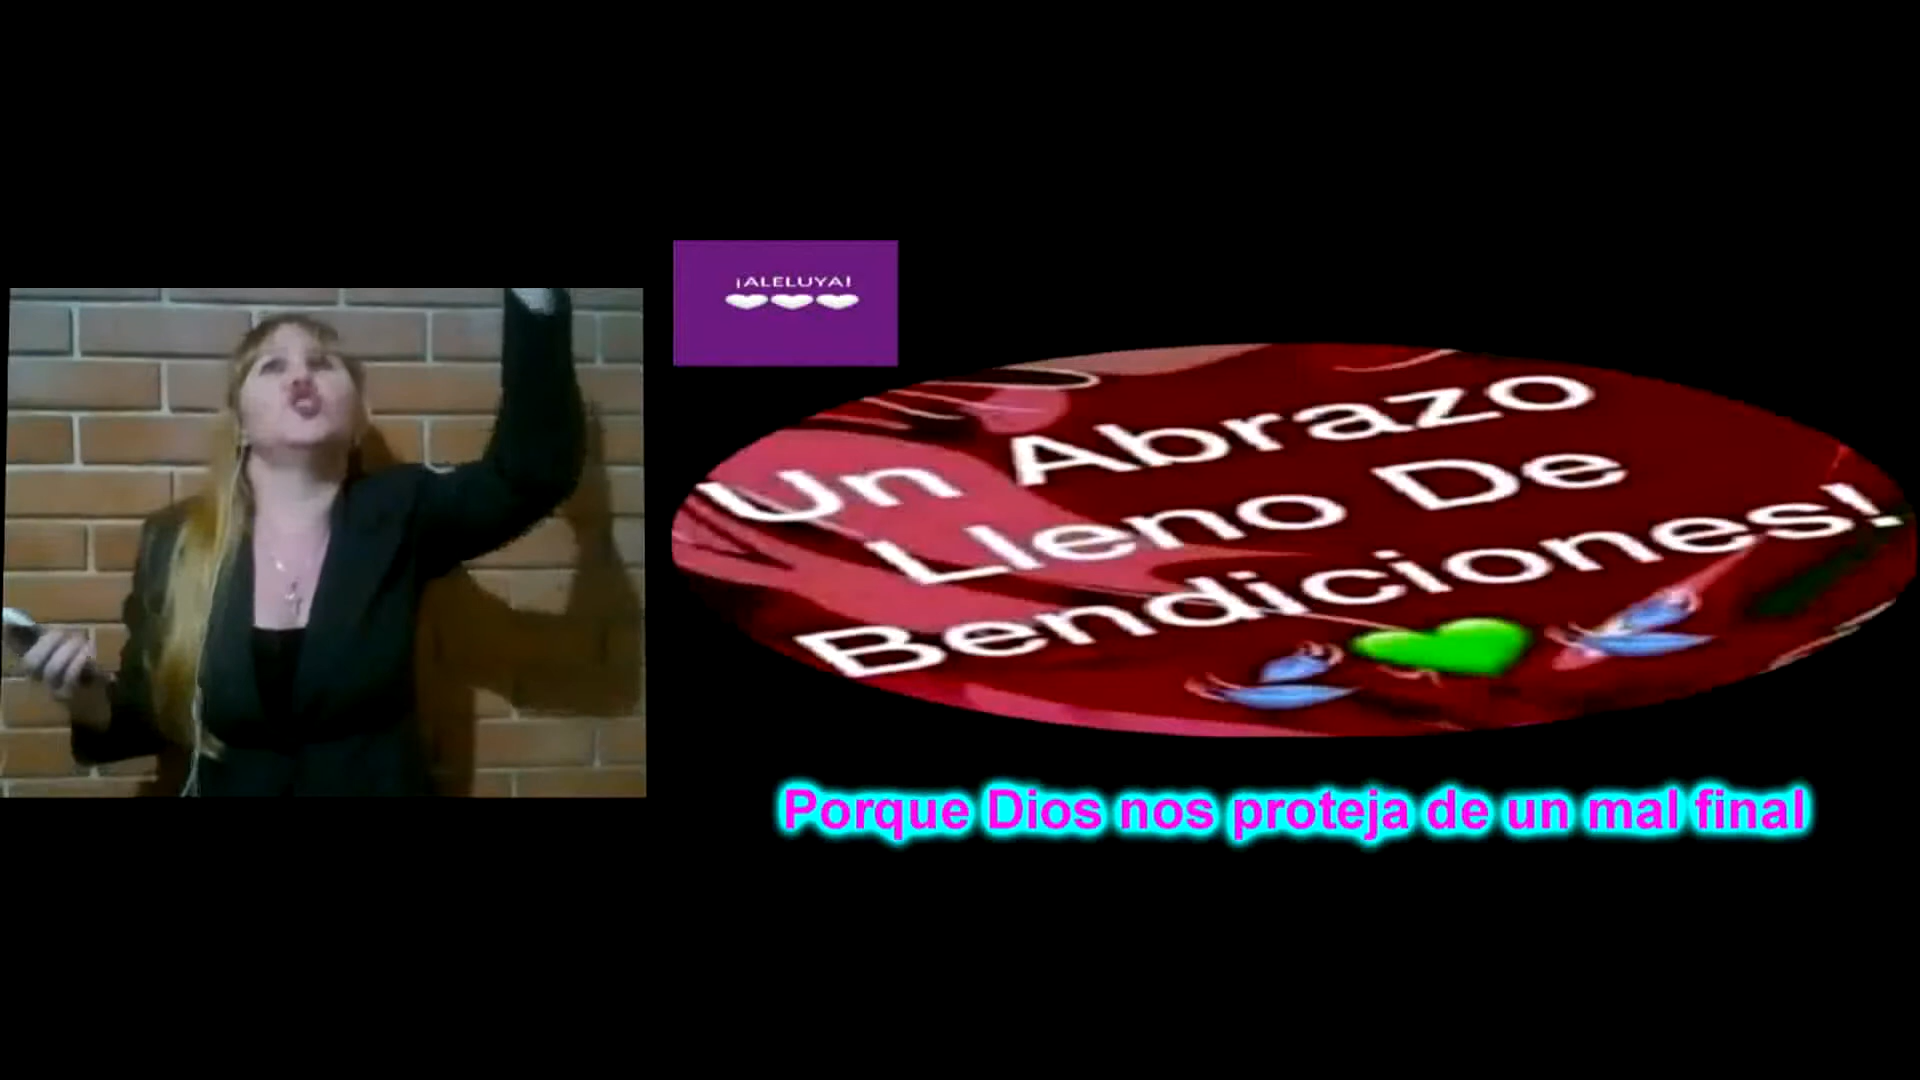 ¡ALELUYA!
Un Abrazo
Lleno De
Bendiciones!
Porque Dios nos proteja de un mal final